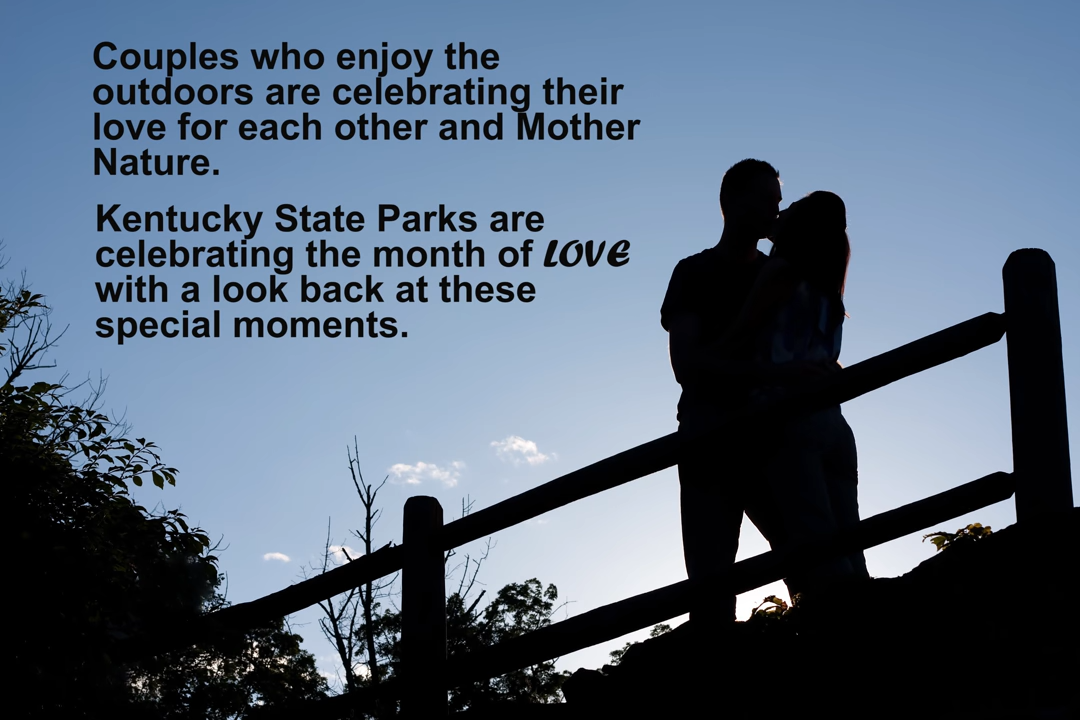 Couples who enjoy the
outdoors are celebrating their
love for each other and Mother
Nature.
Kentucky State Parks are
celebrating the month of LOVE
with a look back at these
special moments.